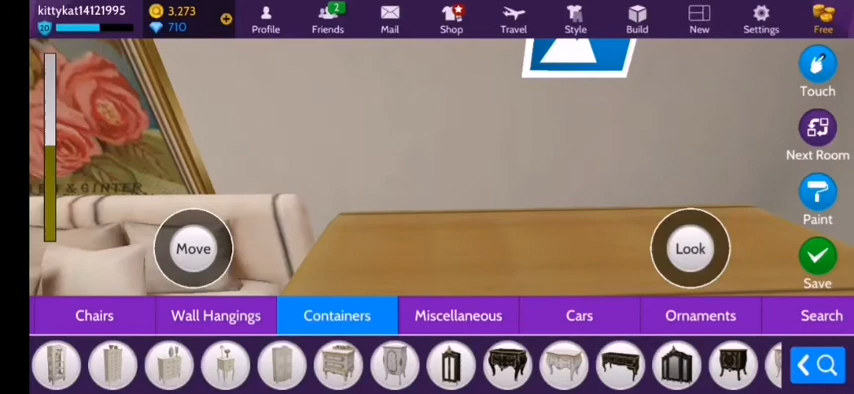 kittykat14121995
20
3,273
710
Profile
2
Friends
Mail
Shop
Travel
Style
Build
New
Settings
Free
Touch
Next Room
Paint
Save
& GINTER
Move
Look
Chairs
Wall Hangings
Containers
Miscellaneous
Cars
Ornaments
Search